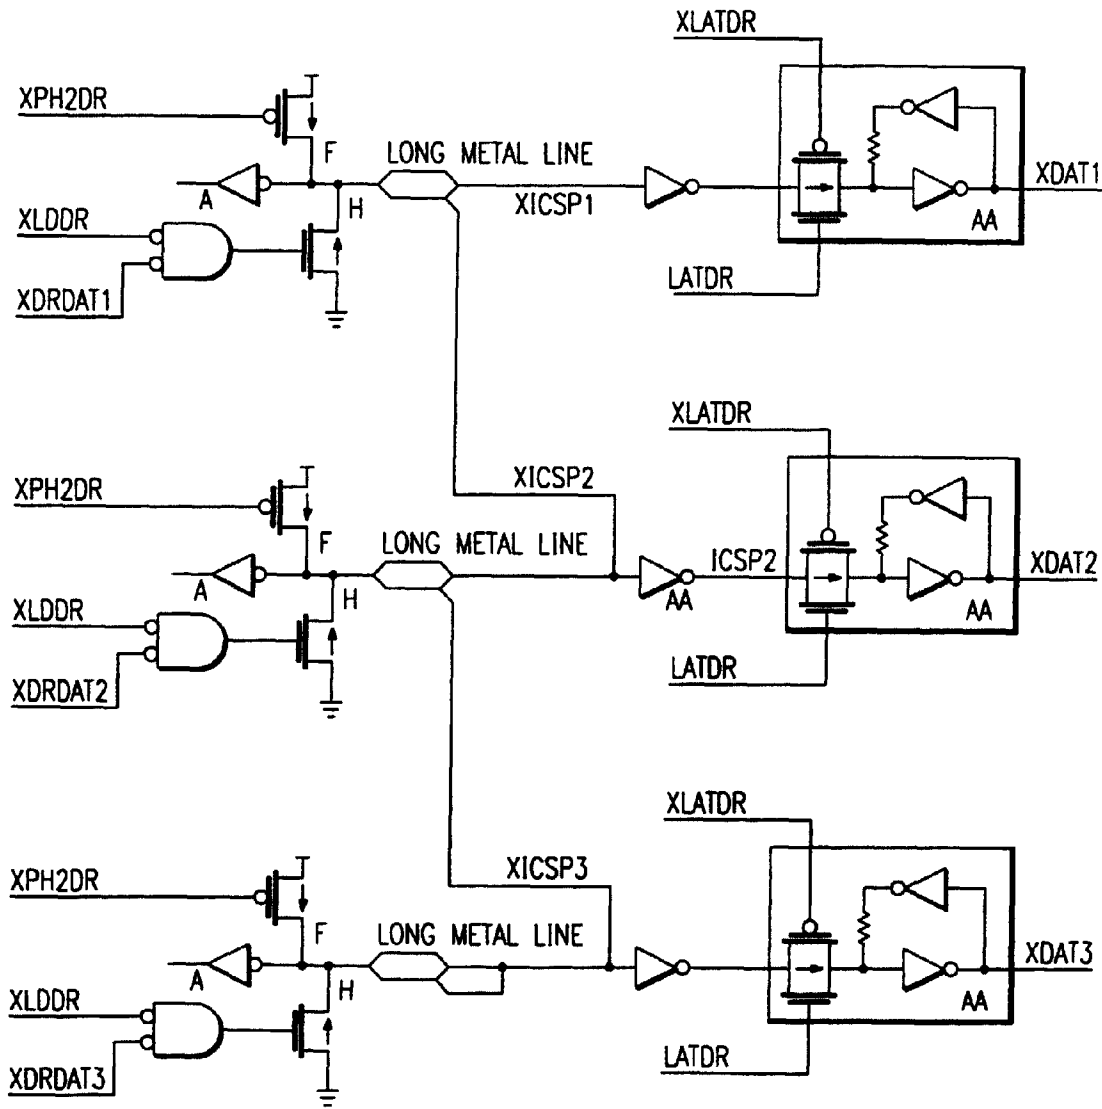 XLATDR
XPH2DR
F
LONG METAL LINE
A
H
XICSP1
XDAT1
AA
XLDDR
XDRDAT1
LATDR
XLATDR
XICSP2
XPH2DR
F
LONG METAL LINE
ICSP2
XDAT2
A
H
AA
AA
XLDDR
LATDR
XDRDAT2
XLATDR
XICSP3
XPH2DR
F
LONG METAL LINE
XDAT3
A
H
AA
XLDDR
LATDR
XDRDAT3